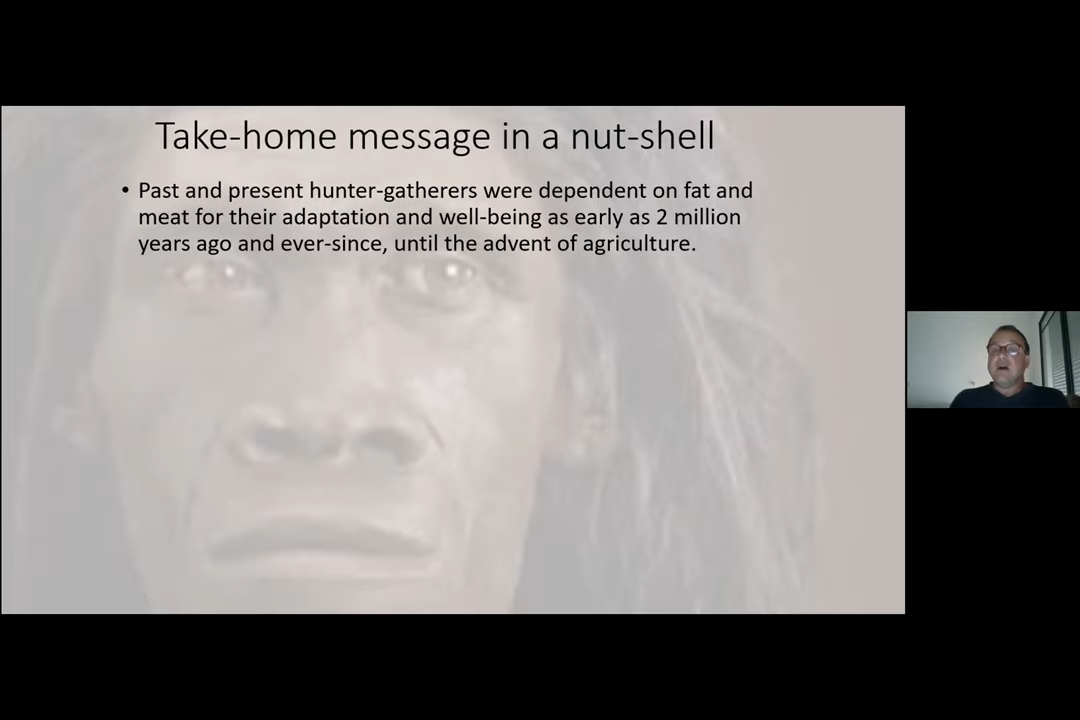 Take-home message in a nut-shell
• Past and present hunter-gatherers were dependent on fat and
meat for their adaptation and well-being as early as 2 million
years ago and ever-since, until the advent of agriculture.